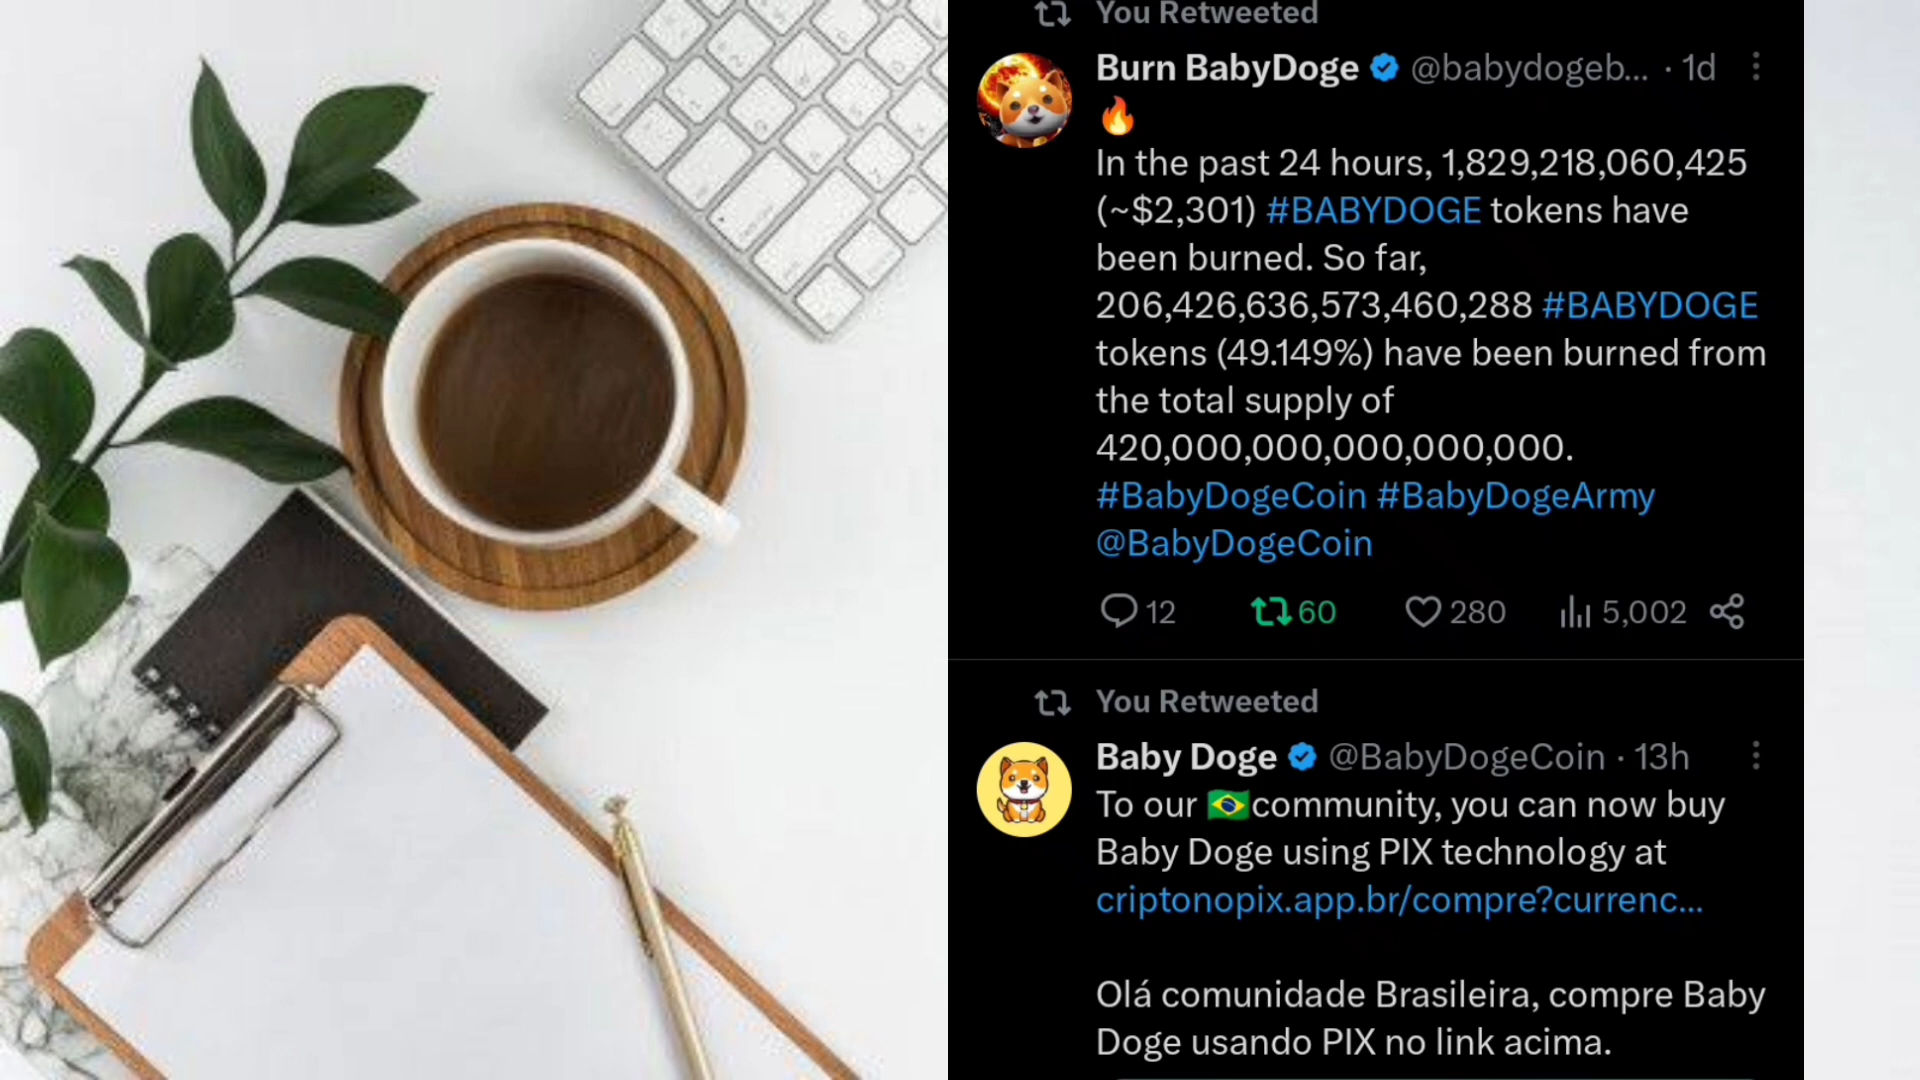 You Retweeted
Burn BabyDoge @babydogeb... · 1d
🔥
In the past 24 hours, 1,829,218,060,425
(~$2,301) #BABYDOGE tokens have
been burned. So far,
206,426,636,573,460,288 #BABYDOGE
tokens (49.149%) have been burned from
the total supply of
420,000,000,000,000,000.
#BabyDogeCoin #BabyDogeArmy
@BabyDogeCoin
12 60 280 5,002
You Retweeted
Baby Doge @BabyDogeCoin · 13h
To our 🇧🇷community, you can now buy
Baby Doge using PIX technology at
criptonopix.app.br/compre?currenc...
Olá comunidade Brasileira, compre Baby
Doge usando PIX no link acima.